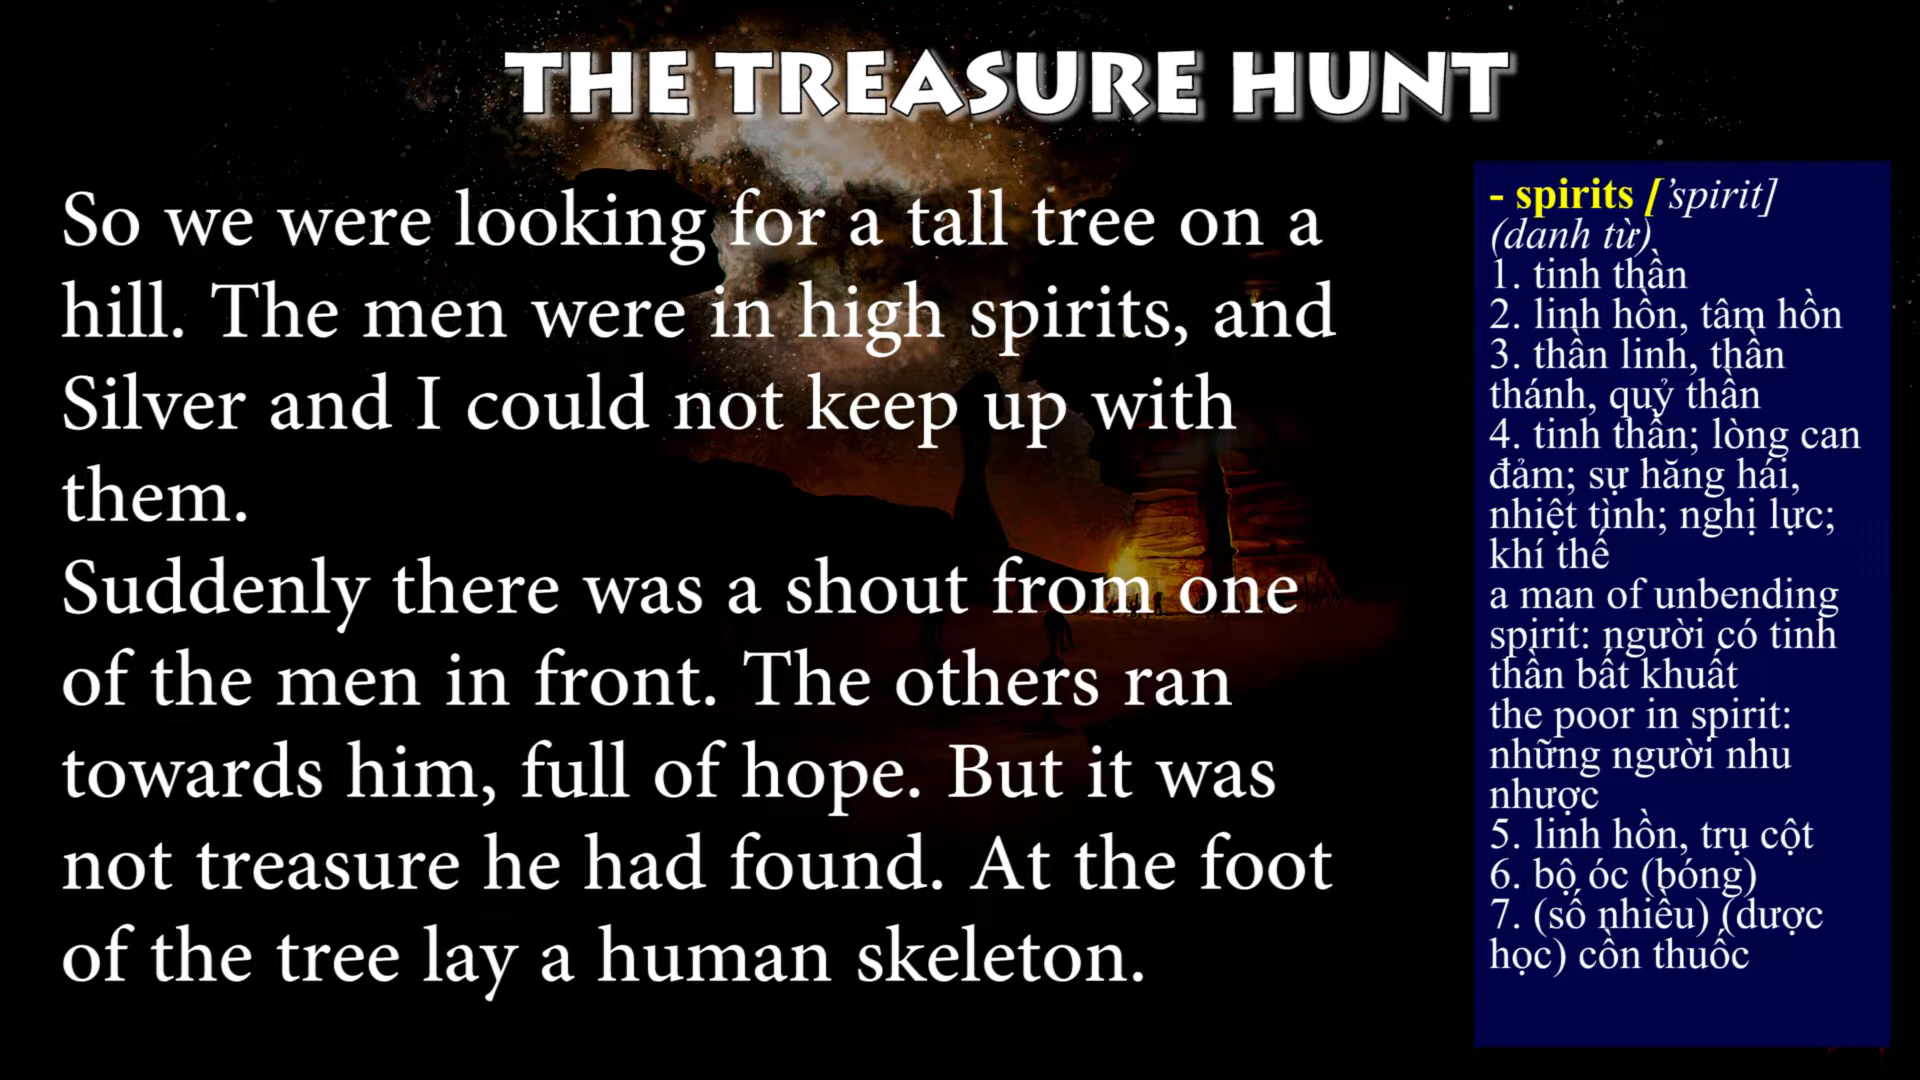 THE TREASURE HUNT
So we were looking for a tall tree on a
hill. The men were in high spirits, and
Silver and I could not keep up with
them.
Suddenly there was a shout from one
of the men in front. The others ran
towards him, full of hope. But it was
not treasure he had found. At the foot
of the tree lay a human skeleton.
- spirits ['spirit]
(danh từ)
1. tinh thần
2. linh hồn, tâm hồn
3. thần linh, thần
thánh, quỷ thần
4. tinh thần; lòng can
đảm; sự hăng hái,
nhiệt tình; nghị lực;
khí thế
a man of unbending
spirit: người có tinh
thần bất khuất
the poor in spirit:
những người nhu
nhược
5. linh hồn, trụ cột
6. bộ óc (bóng)
7. (số nhiều) (dược
học) cồn thuốc